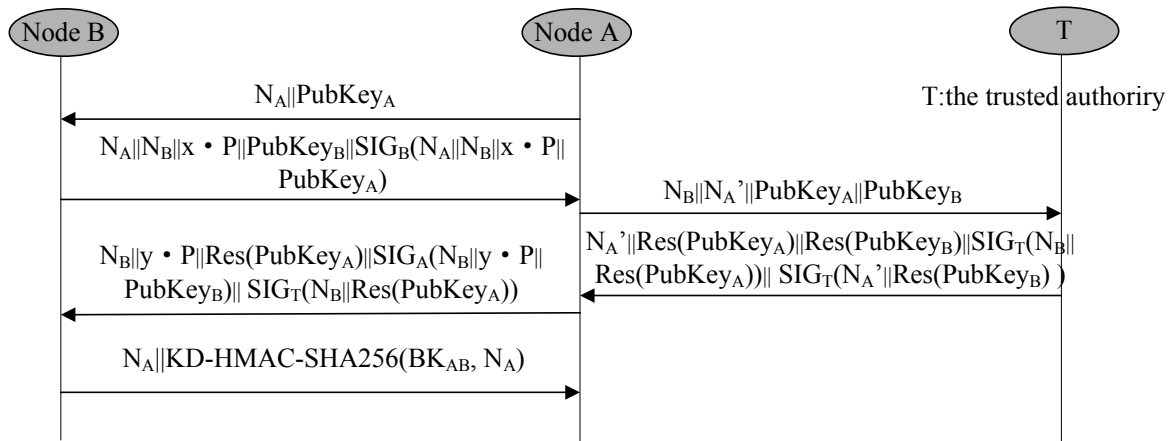 Node B
Node A
T
N_A||PubKey_A
T:the trusted authoriry
N_A||N_B||x • P||PubKey_B||SIG_B(N_A||N_B||x • P||
PubKey_A)
N_B||N_A’||PubKey_A||PubKey_B
N_A’||Res(PubKey_A)||Res(PubKey_B)||SIG_T(N_B||
Res(PubKey_A))|| SIG_T(N_A’||Res(PubKey_B) )
N_B||y • P||Res(PubKey_A)||SIG_A(N_B||y • P||
PubKey_B)|| SIG_T(N_B||Res(PubKey_A))
N_A||KD-HMAC-SHA256(BK_AB, N_A)